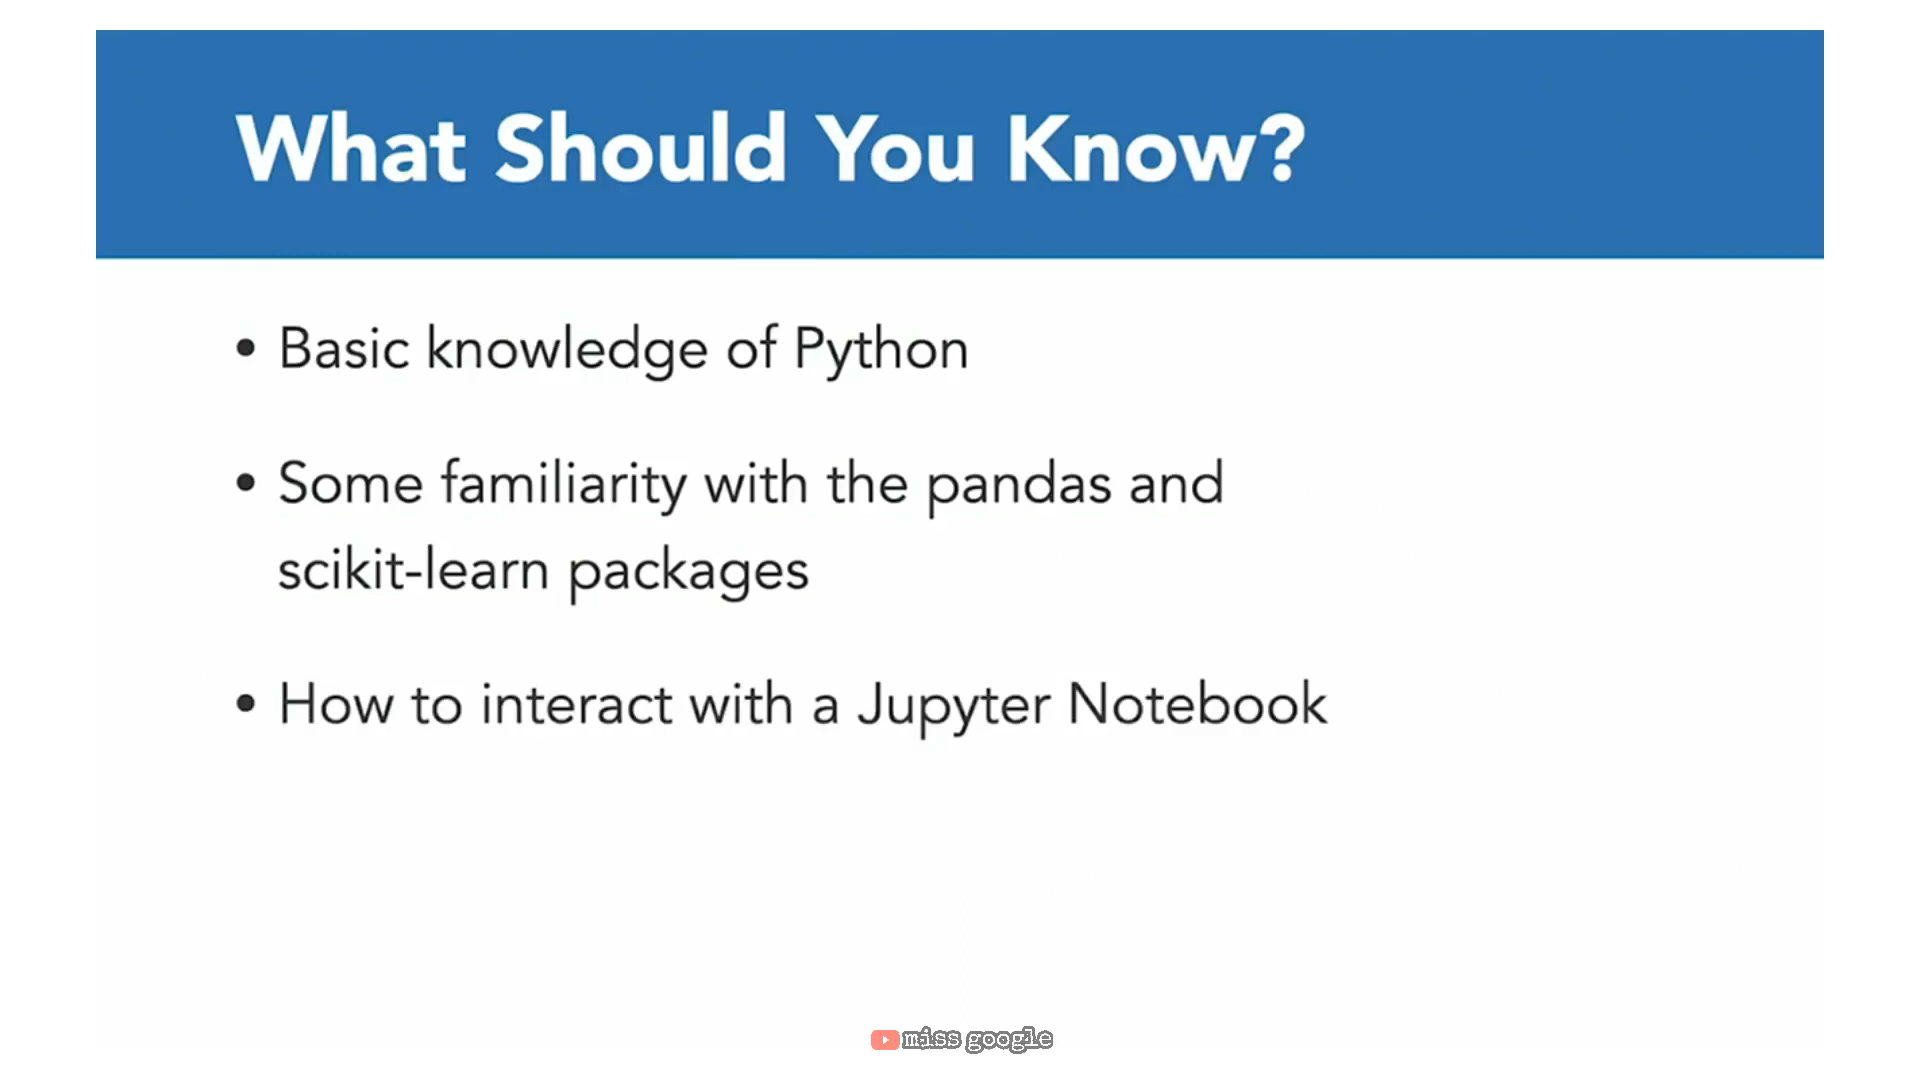 What Should You Know?
• Basic knowledge of Python
• Some familiarity with the pandas and
scikit-learn packages
• How to interact with a Jupyter Notebook
miss google